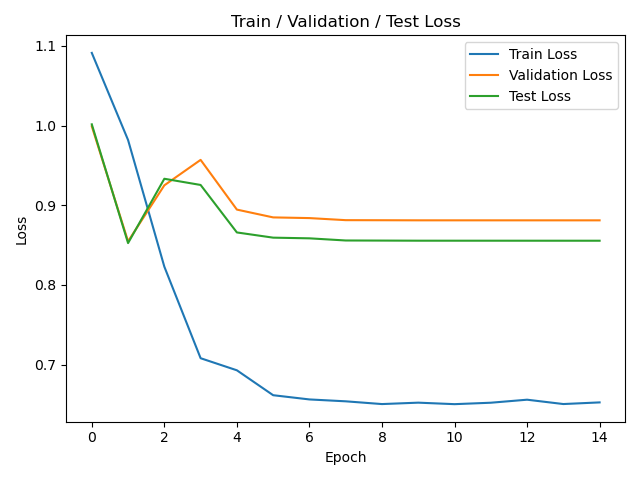 Train / Validation / Test Loss
Train Loss
Validation Loss
Test Loss
1.1
1.0
0.9
0.8
0.7
Loss
0 2 4 6 8 10 12 14
Epoch